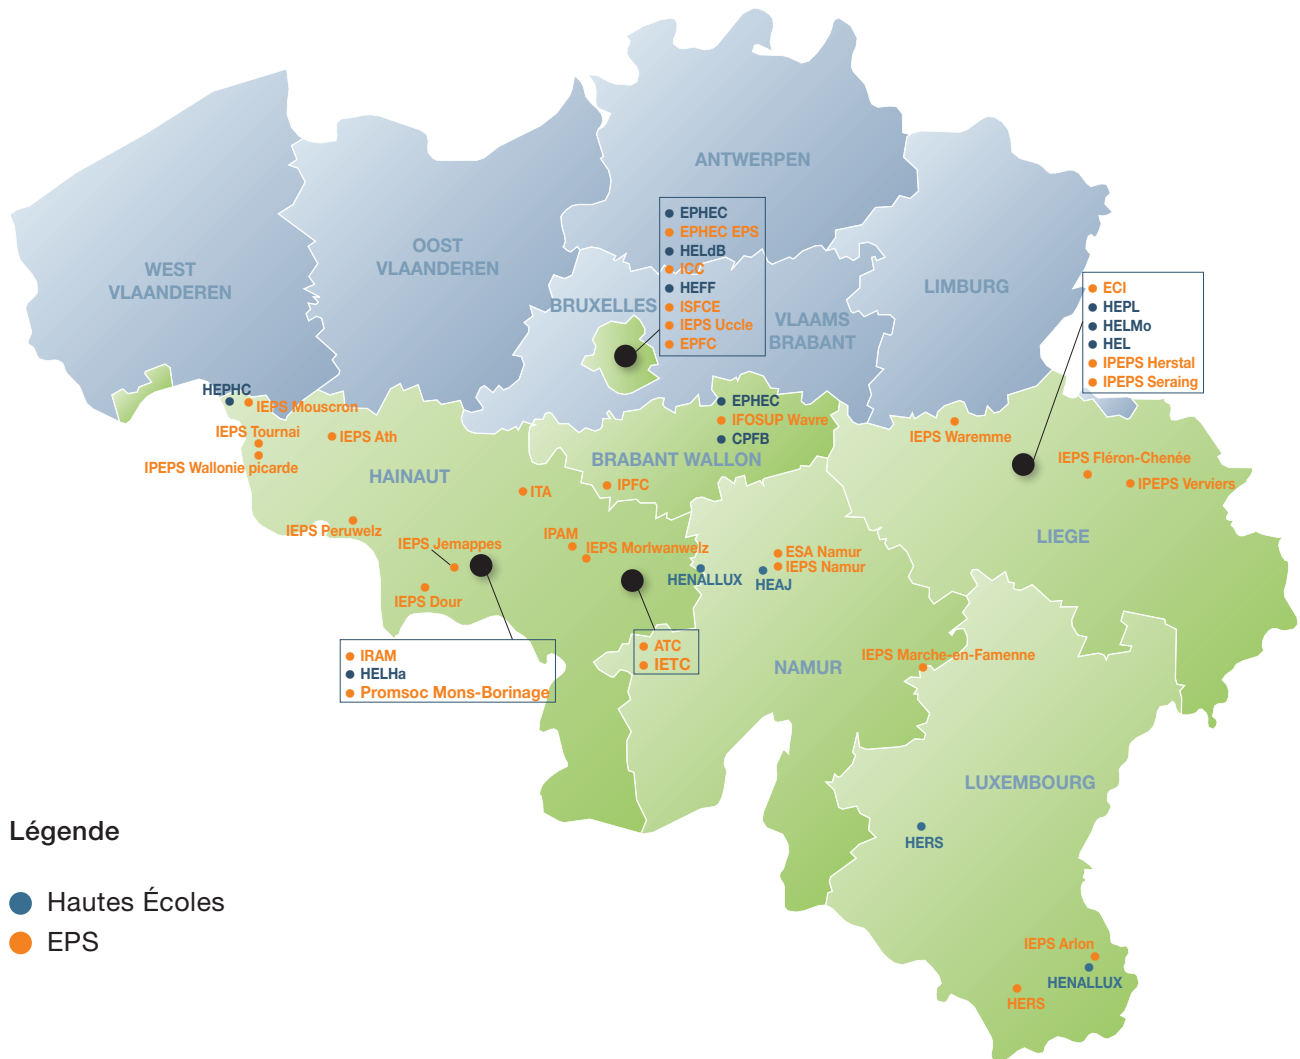 ANTWERPEN
EPHEC
EPHEC EPS
HELdB
ICC
HEFF
ISFCE
IEPS Uccle
EPFC
OOST
VLAANDEREN
WEST
VLAANDEREN
BRUXELLES
VLAAMS
BRABANT
LIMBURG
ECI
HEPL
HELMo
HEL
IPEPS Herstal
IPEPS Seraing
HEPHC
IEPS Mouscron
IEPS Tournai
IEPS Ath
IPEPS Wallonie picarde
HAINAUT
EPHEC
IFOSUP Wavre
CPFB
BRABANT WALLON
IPFC
ITA
IEPS Waremme
IEPS Fléron-Chenée
IPEPS Verviers
LIEGE
IEPS Peruwelz
IEPS Jemappes
IPAM
IEPS Morlwanwelz
IEPS Dour
HENALLUX
ESA Namur
IEPS Namur
HEAJ
IRAM
HELHa
Promsoc Mons-Borinage
ATC
IETC
NAMUR
IEPS Marche-en-Famenne
LUXEMBOURG
HERS
IEPS Arlon
HENALLUX
HERS
Légende
Hautes Écoles
EPS